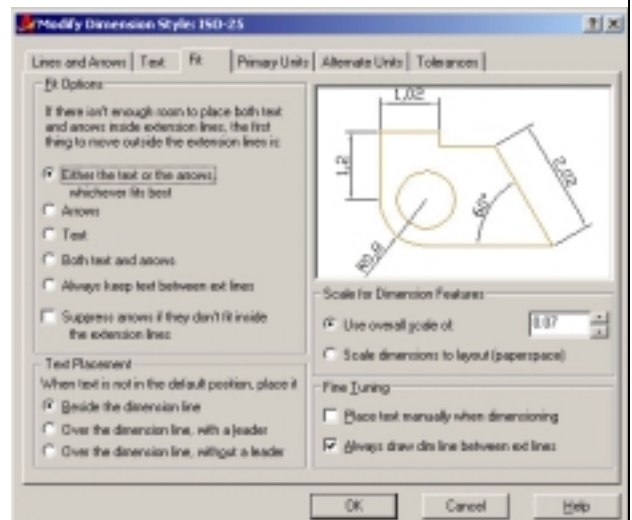 Modify Dimension Style: ISO-25
Lines and Arrows
Text
Fit
Primary Units
Alternate Units
Tolerances
Fit Options
If there isn't enough room to place both text
and arrows inside extension lines, the first
thing to move outside the extension lines is:
Either the text or the arrows,
whichever fits best
Arrows
Text
Both text and arrows
Always keep text between ext lines
Suppress arrows if they don't fit inside
the extension lines
Text Placement
When text is not in the default position, place it
Beside the dimension line
Over the dimension line, with a leader
Over the dimension line, without a leader
1,02
1,2
2,02
60°
R0,8
Scale for Dimension Features
Use overall scale of:
0.07
Scale dimensions to layout (paperspace)
Fine Tuning
Place text manually when dimensioning
Always draw dim line between ext lines
OK
Cancel
Help